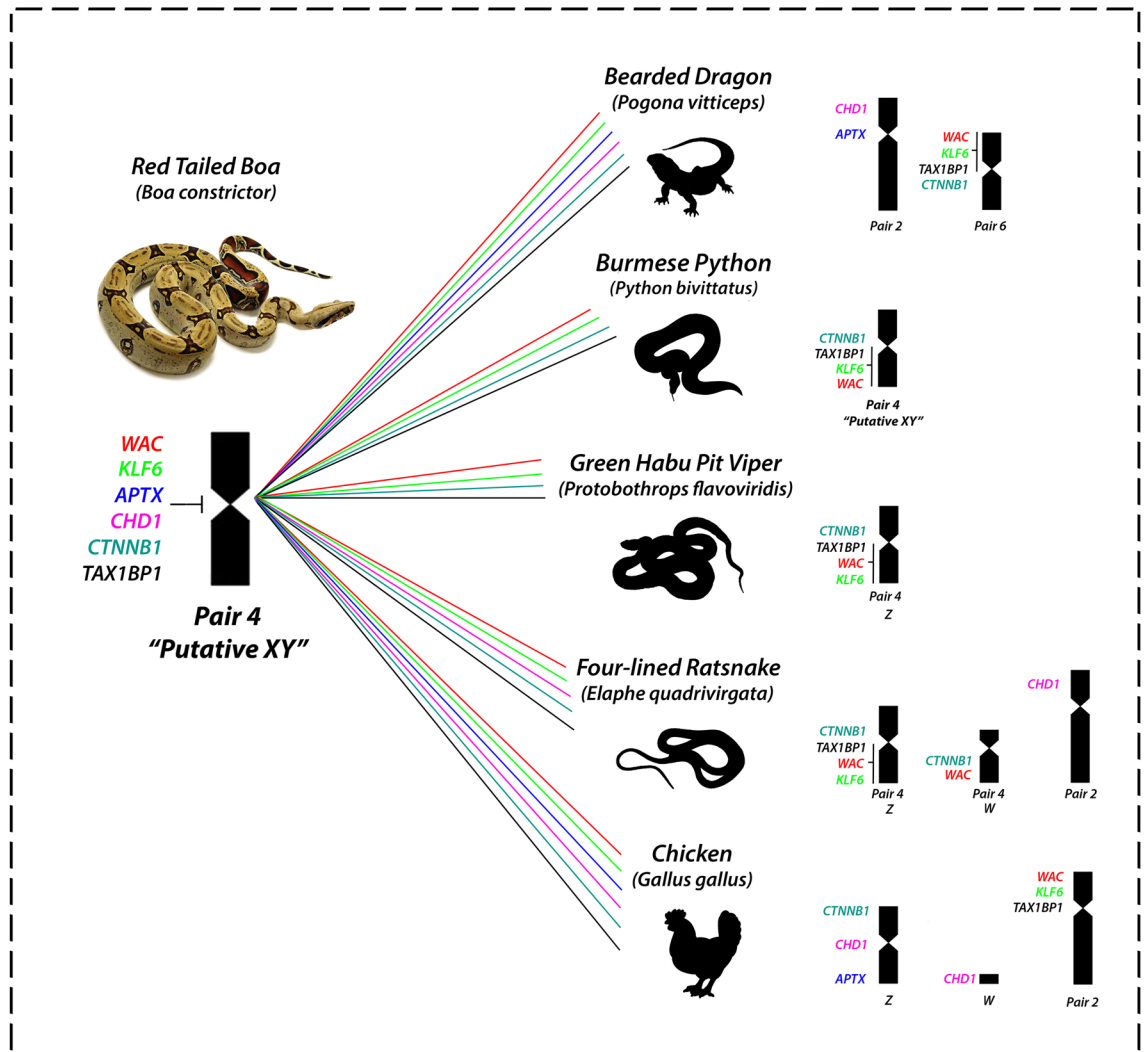 Red Tailed Boa
(Boa constrictor)
WAC
KLF6
APTX
CHD1
CTNNB1
TAX1BP1
Pair 4
“Putative XY”
Bearded Dragon
(Pogona vitticeps)
CHD1
APTX
Pair 2
WAC
KLF6
TAX1BP1
CTNNB1
Pair 6
Burmese Python
(Python bivittatus)
CTNNB1
TAX1BP1
KLF6
WAC
Pair 4
“Putative XY”
Green Habu Pit Viper
(Protobothrops flavoviridis)
CTNNB1
TAX1BP1
WAC
KLF6
Pair 4
Z
Four-lined Ratsnake
(Elaphe quadrivirgata)
CTNNB1
TAX1BP1
WAC
KLF6
Pair 4
Z
CTNNB1
WAC
Pair 4
W
CHD1
Pair 2
Chicken
(Gallus gallus)
CTNNB1
CHD1
APTX
Z
CHD1
W
WAC
KLF6
TAX1BP1
Pair 2